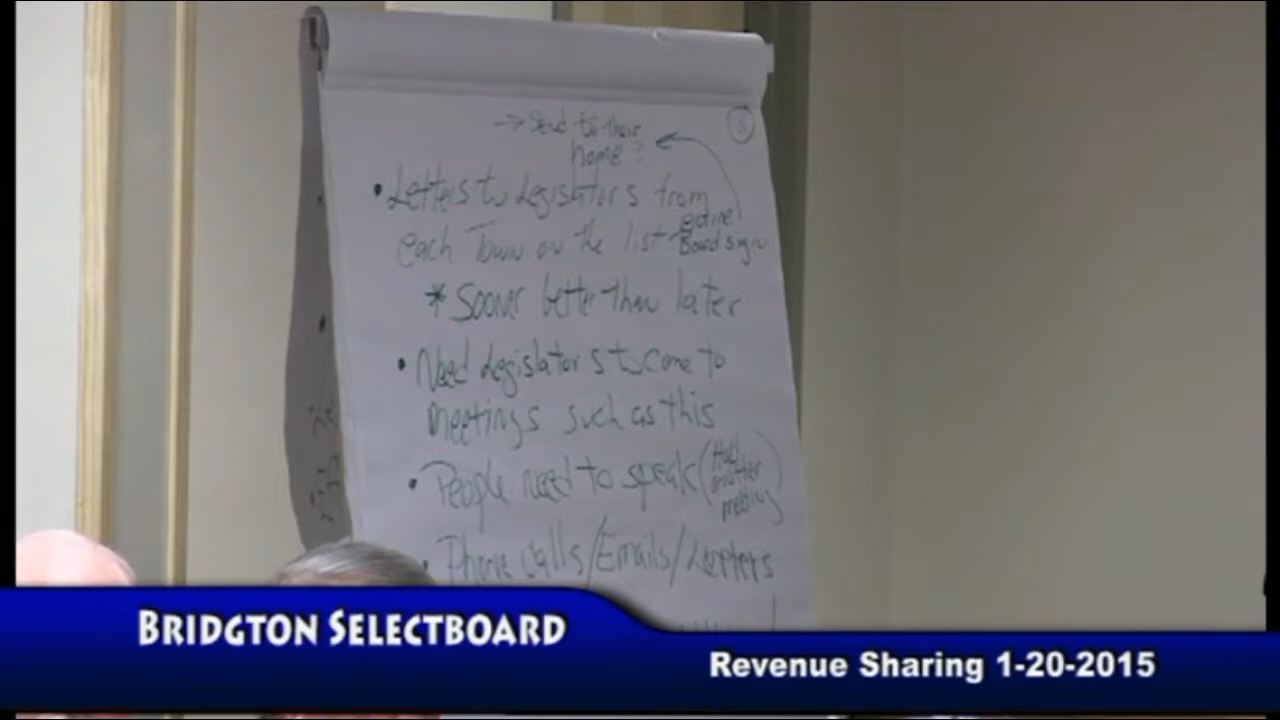 → Send to their
home?
• Letters to Legislators from
each Town on the list entire
Board sign
* Sooner better than later
• Need Legislators to come to
meetings such as this
• People need to speak (Hold
another
meeting)
• Phone calls/Emails/Letters
BRIDGTON SELECTBOARD
Revenue Sharing 1-20-2015